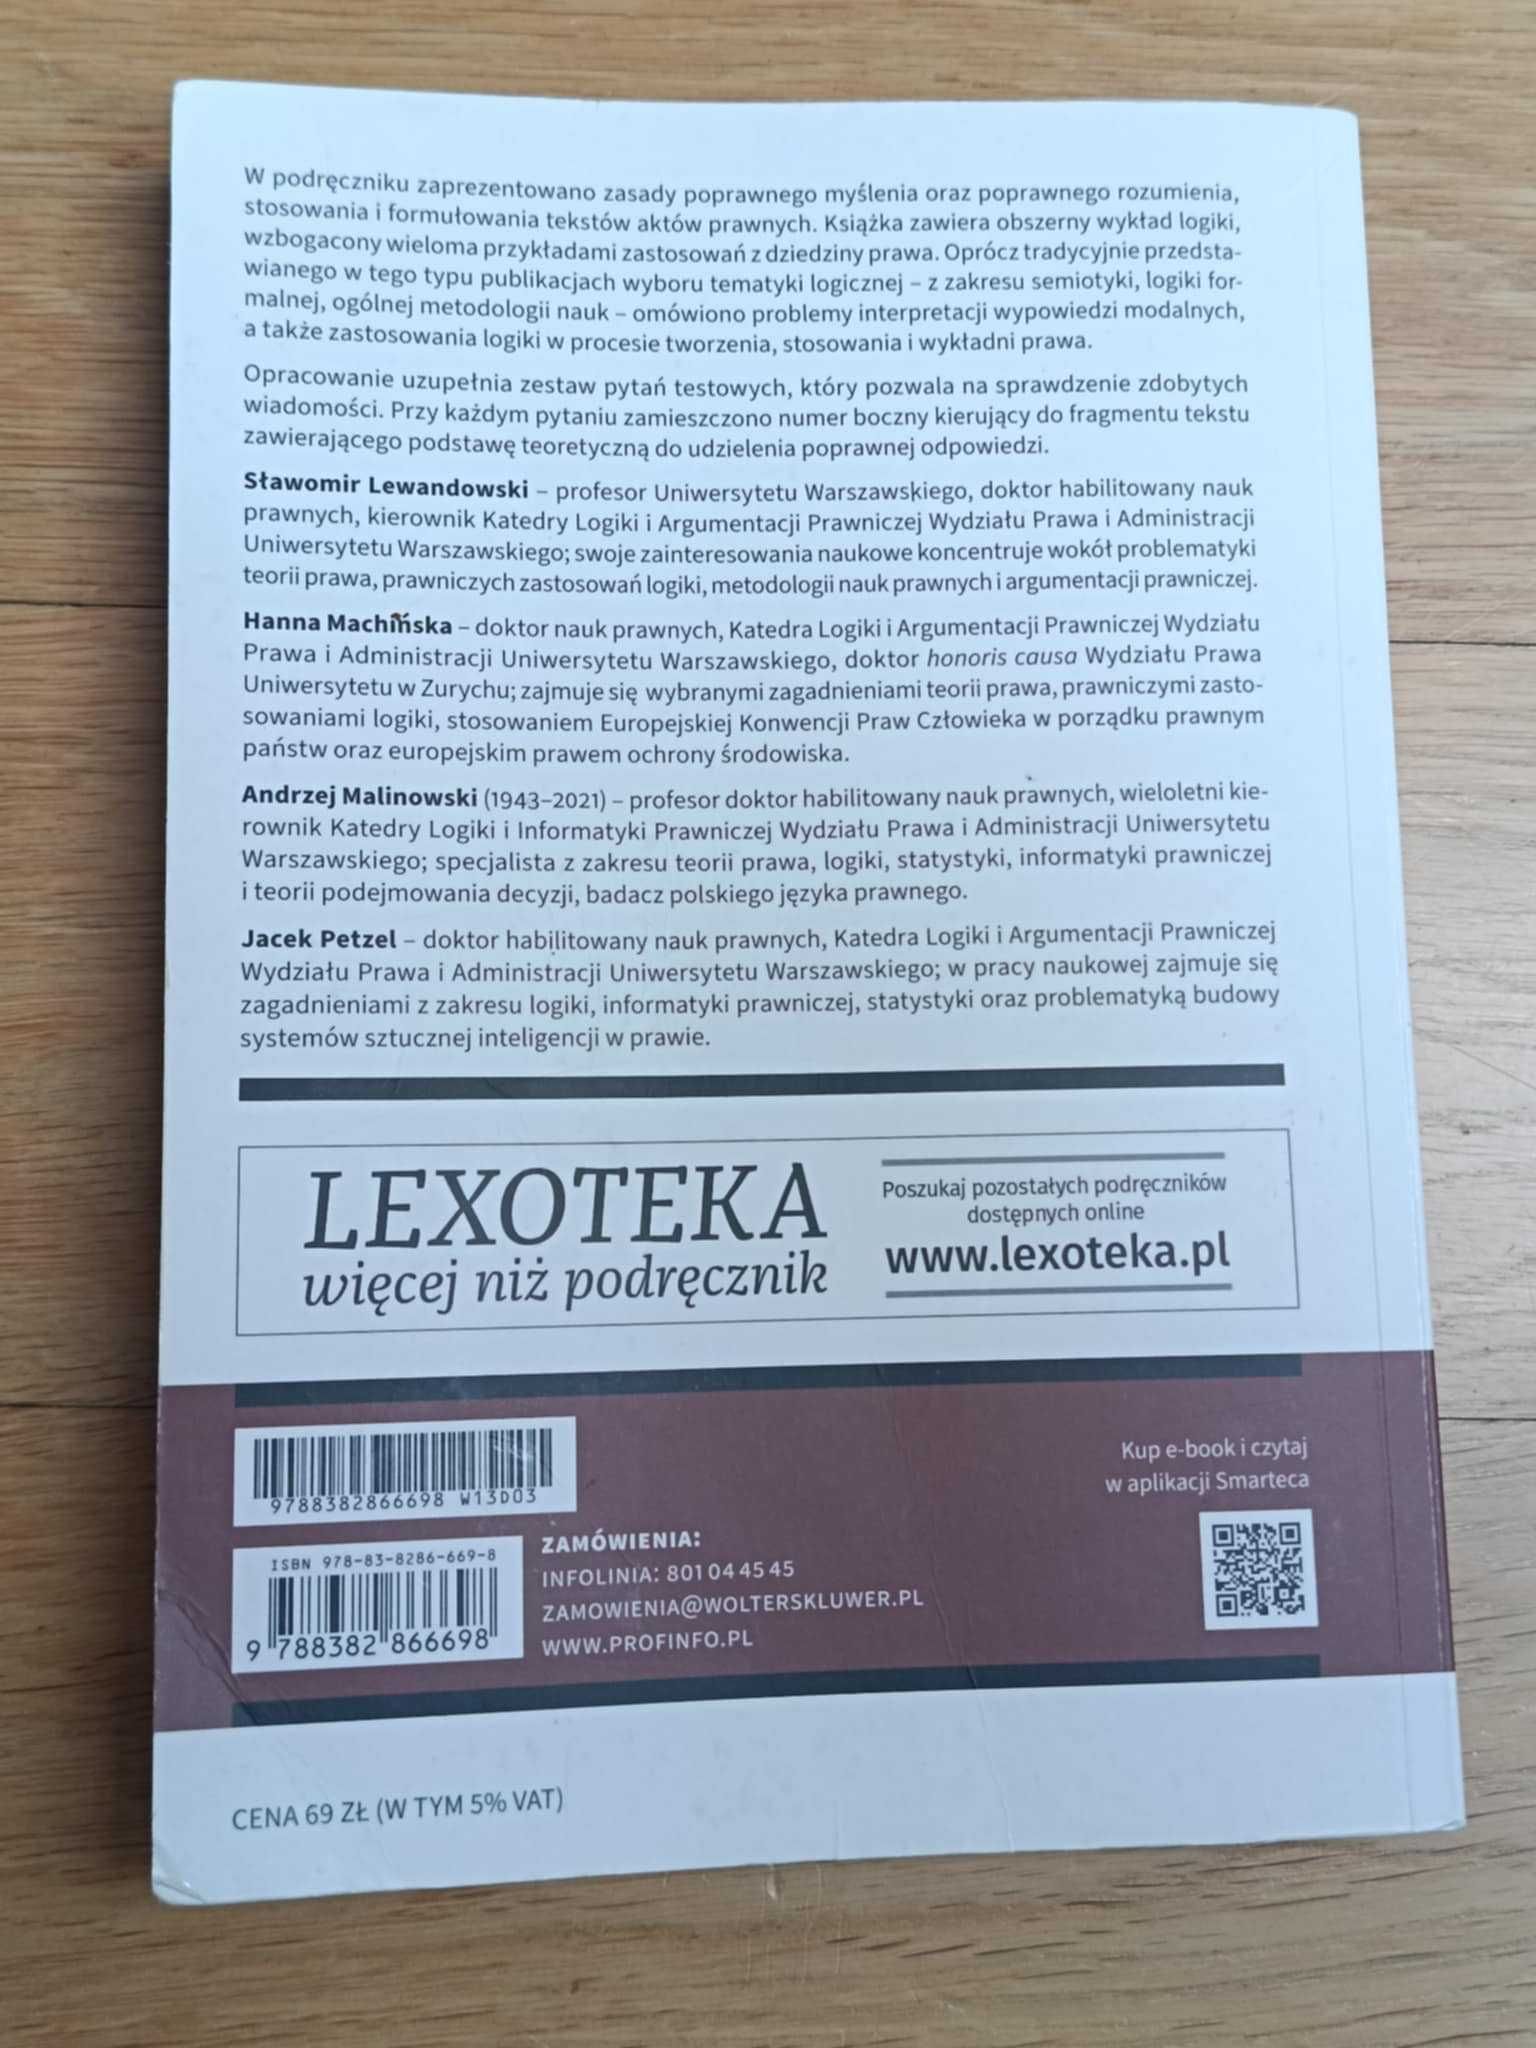 W podręczniku zaprezentowano zasady poprawnego myślenia oraz poprawnego rozumienia,
stosowania i formułowania tekstów aktów prawnych. Książka zawiera obszerny wykład logiki,
wzbogacony wieloma przykładami zastosowań z dziedziny prawa. Oprócz tradycyjnie przedsta-
wianego w tego typu publikacjach wyboru tematyki logicznej – z zakresu semiotyki, logiki for-
malnej, ogólnej metodologii nauk – omówiono problemy interpretacji wypowiedzi modalnych,
a także zastosowania logiki w procesie tworzenia, stosowania i wykładni prawa.
Opracowanie uzupełnia zestaw pytań testowych, który pozwala na sprawdzenie zdobytych
wiadomości. Przy każdym pytaniu zamieszczono numer boczny kierujący do fragmentu tekstu
zawierającego podstawę teoretyczną do udzielenia poprawnej odpowiedzi.
Sławomir Lewandowski – profesor Uniwersytetu Warszawskiego, doktor habilitowany nauk
prawnych, kierownik Katedry Logiki i Argumentacji Prawniczej Wydziału Prawa i Administracji
Uniwersytetu Warszawskiego; swoje zainteresowania naukowe koncentruje wokół problematyki
teorii prawa, prawniczych zastosowań logiki, metodologii nauk prawnych i argumentacji prawniczej.
Hanna Machińska – doktor nauk prawnych, Katedra Logiki i Argumentacji Prawniczej Wydziału
Prawa i Administracji Uniwersytetu Warszawskiego, doktor honoris causa Wydziału Prawa
Uniwersytetu w Zurychu; zajmuje się wybranymi zagadnieniami teorii prawa, prawniczymi zasto-
sowaniami logiki, stosowaniem Europejskiej Konwencji Praw Człowieka w porządku prawnym
państw oraz europejskim prawem ochrony środowiska.
Andrzej Malinowski (1943–2021) – profesor doktor habilitowany nauk prawnych, wieloletni kie-
rownik Katedry Logiki i Informatyki Prawniczej Wydziału Prawa i Administracji Uniwersytetu
Warszawskiego; specjalista z zakresu teorii prawa, logiki, statystyki, informatyki prawniczej
i teorii podejmowania decyzji, badacz polskiego języka prawnego.
Jacek Petzel – doktor habilitowany nauk prawnych, Katedra Logiki i Argumentacji Prawniczej
Wydziału Prawa i Administracji Uniwersytetu Warszawskiego; w pracy naukowej zajmuje się
zagadnieniami z zakresu logiki, informatyki prawniczej, statystyki oraz problematyką budowy
systemów sztucznej inteligencji w prawie.
LEXOTEKA
więcej niż podręcznik
Poszukaj pozostałych podręczników
dostępnych online
www.lexoteka.pl
9788382866698 W13D03
Kup e-book i czytaj
w aplikacji Smarteca
ISBN 978-83-8286-669-8
9 788382 866698
ZAMÓWIENIA:
INFOLINIA: 801 04 45 45
ZAMOWIENIA@WOLTERSKLUWER.PL
WWW.PROFINFO.PL
CENA 69 ZŁ (W TYM 5% VAT)